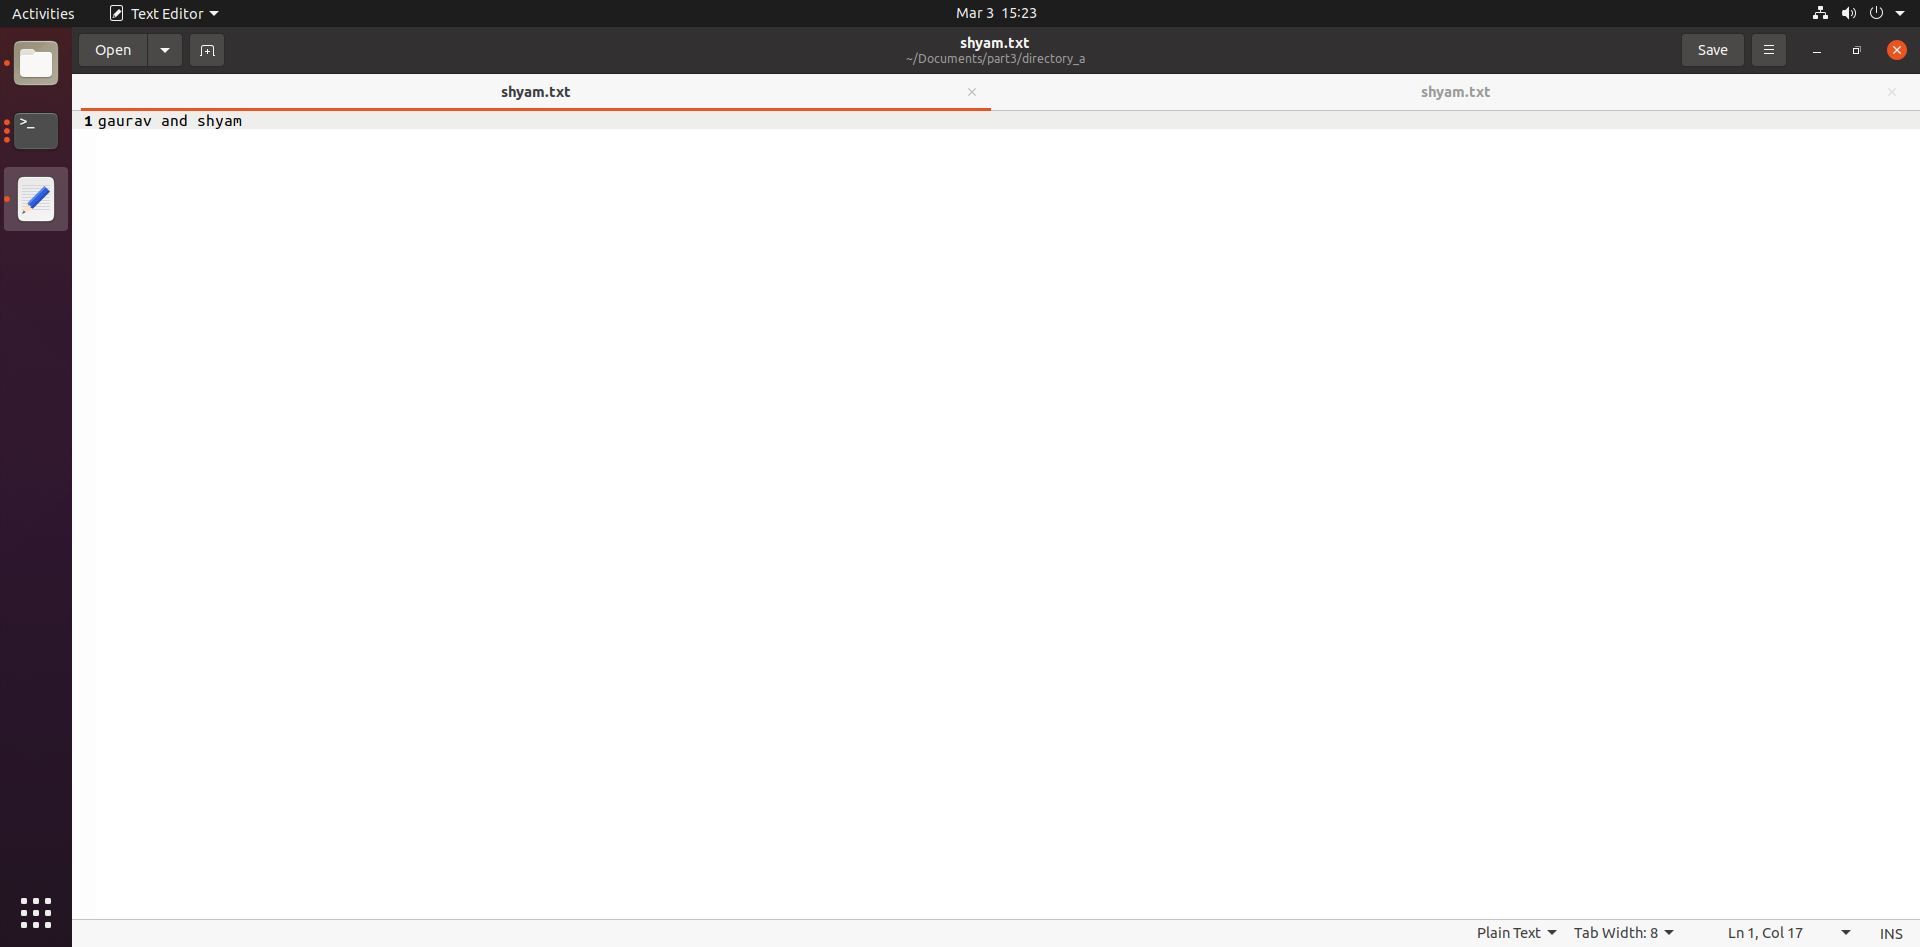 Activities Text Editor Mar 3 15:23
Open shyam.txt Save
~/Documents/part3/directory_a
shyam.txt shyam.txt
1 gaurav and shyam
Plain Text Tab Width: 8 Ln 1, Col 17 INS